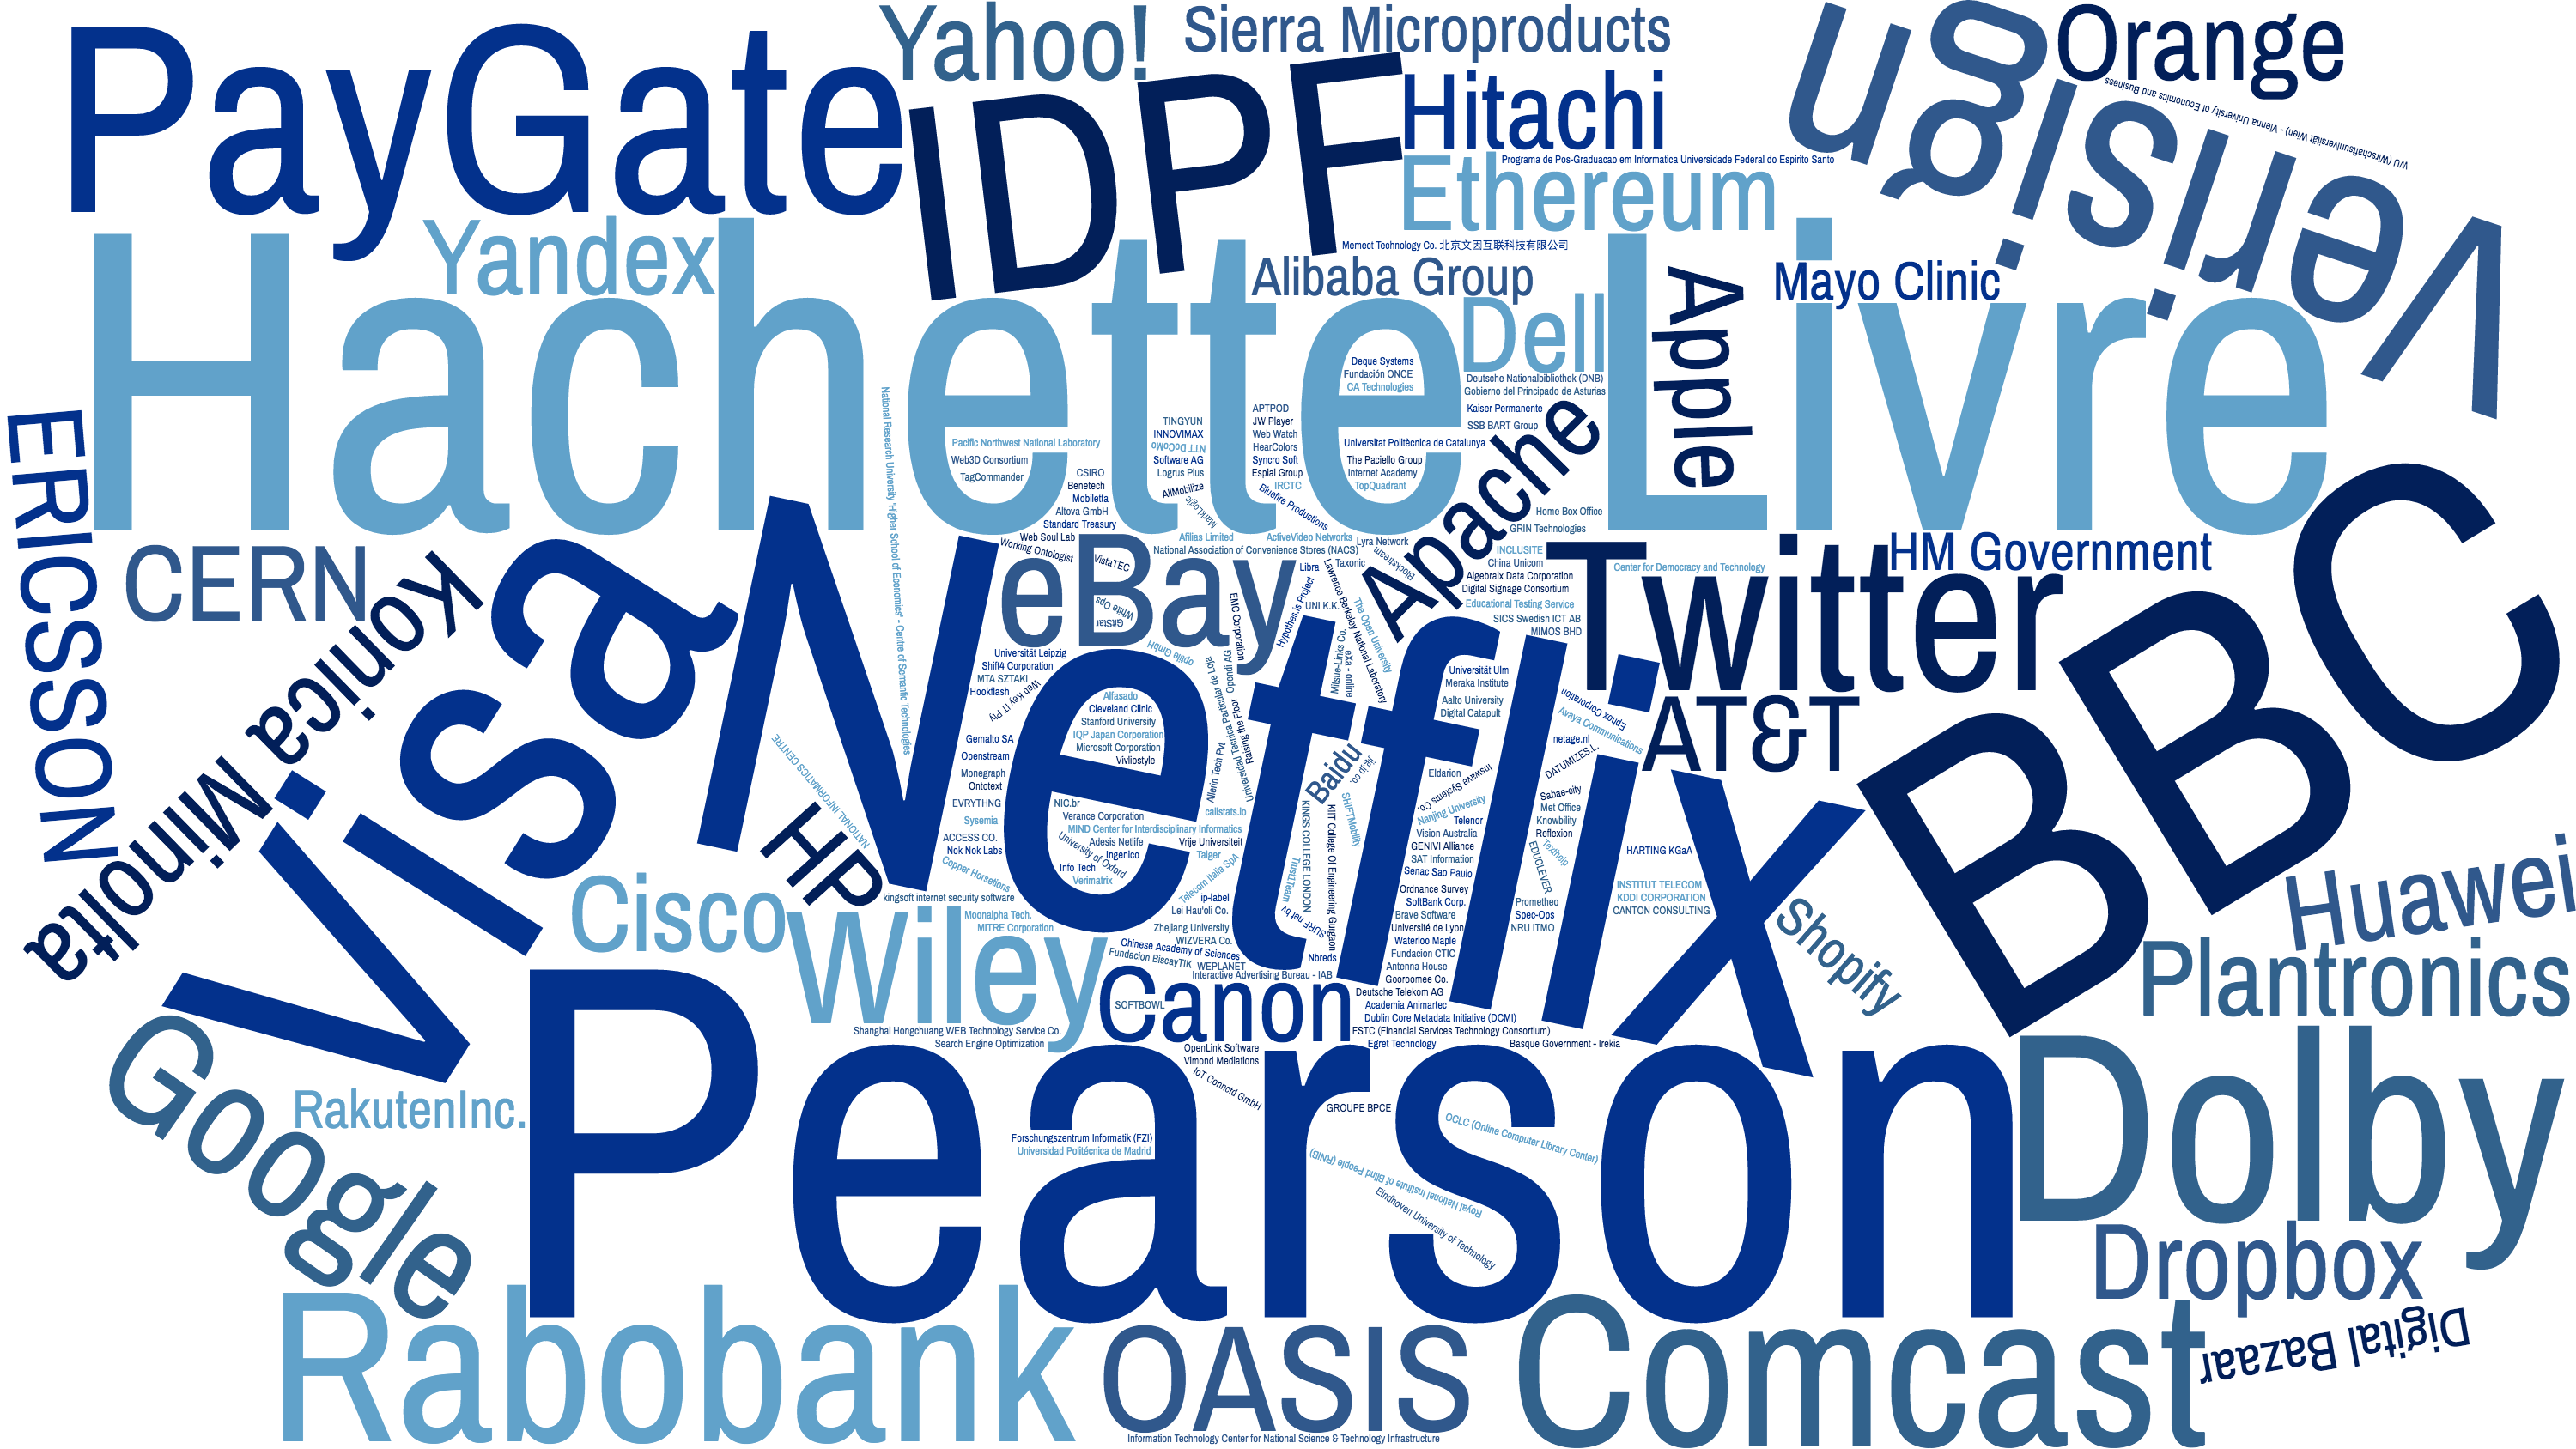 PayGate
Yahoo!
Sierra Microproducts
IDPF
Hitachi
Verisign
Orange
WU (Wirschaftsuniversität Wien) - Vienna University of Economics and Business
Programa de Pos-Graduacao em Informatica Universidade Federal do Espirito Santo
Ethereum
Yandex
Memect Technology Co. 北京文因互联科技有限公司
Alibaba Group
Mayo Clinic
Hachette Livre
Dell
Apple
Deque Systems
Fundación ONCE
CA Technologies
Deutsche Nationalbibliothek (DNB)
Gobierno del Principado de Asturias
Kaiser Permanente
SSB BART Group
APTPOD
JW Player
Web Watch
HearColors
Syncro Soft
Espial Group
IRCTC
TINGYUN
INNOVIMAX
NTT DoCoMo
Software AG
Logrus Plus
AllMobilize
MarkLogic
Bluefire Productions
Universitat Politècnica de Catalunya
The Paciello Group
Internet Academy
TopQuadrant
Pacific Northwest National Laboratory
Web3D Consortium
TagCommander
CSIRO
Benetech
Mobiletta
Altova GmbH
Standard Treasury
Web Soul Lab
Working Ontologist
VistaTEC
National Research University "Higher School of Economics" - Centre of Semantic Technologies
ERICSSON
CERN
Konica Minolta
Visa
Netflix
eBay
Apache
Afilias Limited
ActiveVideo Networks
Lyra Network
National Association of Convenience Stores (NACS)
Blockstream
Taxonic
Libra
Home Box Office
GRIN Technologies
INCLUSITE
China Unicom
Algebraix Data Corporation
Digital Signage Consortium
Educational Testing Service
SICS Swedish ICT AB
MIMOS BHD
Twitter
Center for Democracy and Technology
HM Government
BBC
AT&T
White Ops
GitStar
optile GmbH
EMC Corporation
Hypothes.is Project
UNI K.K.
Lawrence Berkeley National Laboratory
The Open University
Mitsue-Links Co.
eXa - online
Universität Leipzig
Shift4 Corporation
MTA SZTAKI
Hookflash
Web Key IT Pty
Alfasado
Cleveland Clinic
Stanford University
IQP Japan Corporation
Microsoft Corporation
Vivliostyle
Universidad Tecnica Particular de Loja
Raising the Floor
Openadi AG
Allerin Tech Pvt
Universität Ulm
Meraka Institute
Aalto University
Digital Catapult
Ephox Corporation
Avaya Communications
netage.nl
DATUMIZES.L.
Gemalto SA
Openstream
Monegraph
Ontotext
EVRYTHNG
Sysemia
ACCESS CO.
Nok Nok Labs
Copper Horsetions
NATIONAL INFORMATICS CENTRE
HP
NIC.br
Verance Corporation
MIND Center for Interdisciplinary Informatics
Adesis Netlife
Vrije Universiteit
University of Oxford
Ingenico
Taiger
Info Tech
Verimatrix
callstats.io
Telecom Italia SpA
Baidu
jig.jp co.
SHIFTMobility
KINGS COLLEGE LONDON
KIIT College Of Engineering Gurgaon
Trust1Team
SURF net bv
Nbreds
Eldarion
Inswave Systems Co.
Nanjing University
Telenor
Vision Australia
GENIVI Alliance
SAT Information
Senac Sao Paulo
Ordnance Survey
SoftBank Corp.
Brave Software
Université de Lyon
Waterloo Maple
Fundacion CTIC
Antenna House
Gooroomee Co.
Deutsche Telekom AG
Academia Animartec
Dublin Core Metadata Initiative (DCMI)
FSTC (Financial Services Technology Consortium)
Egret Technology
Basque Government - Irekia
Sabae-city
Met Office
Knowbility
Reflexion
Texthelp
EDUCLEVER
Prometheo
Spec-Ops
NRU ITMO
HARTING KGaA
INSTITUT TELECOM
KDDI CORPORATION
CANTON CONSULTING
Shopify
Huawei
Plantronics
Cisco
Wiley
kingsoft internet security software
Moonalpha Tech.
MITRE Corporation
ip-label
Lei Hau'oli Co.
Zhejiang University
WIZVERA Co.
Chinese Academy of Sciences
Fundacion BiscayTIK
WEPLANET
Interactive Advertising Bureau - IAB
SOFTBOWL
Canon
Shanghai Hongchuang WEB Technology Service Co.
Search Engine Optimization
OpenLink Software
Vimond Mediations
IoT Connctd GmbH
GROUPE BPCE
OCLC (Online Computer Library Center)
Royal National Institute of Blind People (RNIB)
Eindhoven University of Technology
Forschungszentrum Informatik (FZI)
Universidad Politécnica de Madrid
Google
RakutenInc.
Pearson
Dolby
Dropbox
Digital Bazaar
Rabobank
OASIS
Comcast
Information Technology Center for National Science & Technology Infrastructure